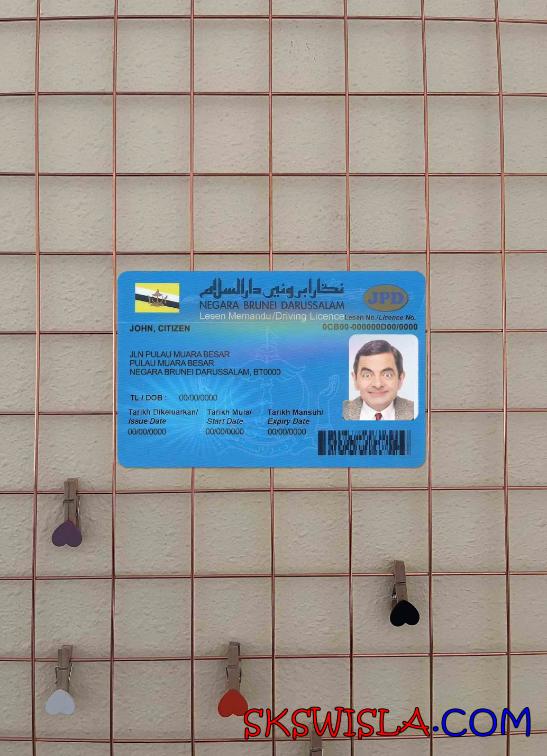 نݢارا بروني دارالسلام
NEGARA BRUNEI DARUSSALAM
JPD
Lesen Memandu/Driving Licence
Lesen No./Licence No.
JOHN, CITIZEN
0CB00-000000D00/0000
JLN PULAU MUARA BESAR
PULAU MUARA BESAR
NEGARA BRUNEI DARUSSALAM, BT0000
TL / DOB : 00/00/0000
Tarikh Dikeluarkan/ Tarikh Mula/ Tarikh Mansuh/
Issue Date Start Date Expiry Date
00/00/0000 00/00/0000 00/00/0000
SKSWISLA.COM